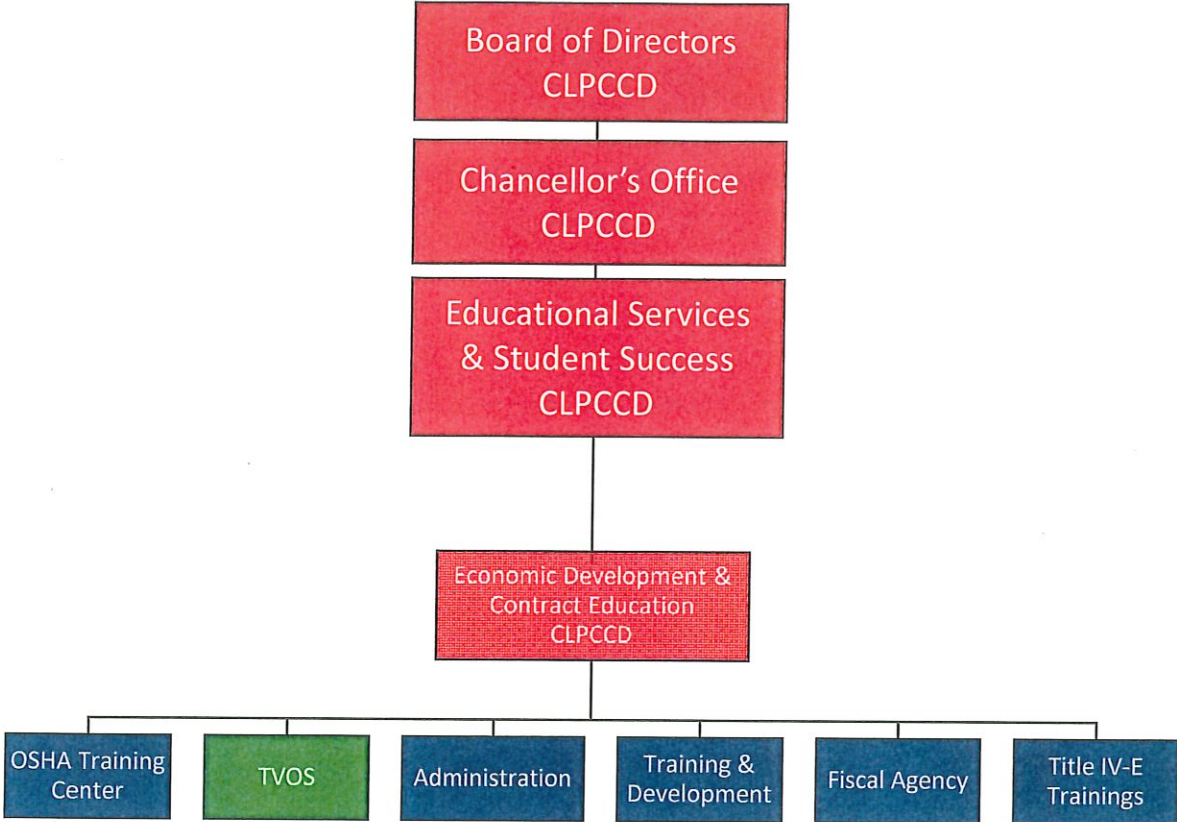 Board of Directors
CLPCCD
Chancellor's Office
CLPCCD
Educational Services
& Student Success
CLPCCD
Economic Development &
Contract Education
CLPCCD
OSHA Training
Center
TVOS
Administration
Training &
Development
Fiscal Agency
Title IV-E
Trainings